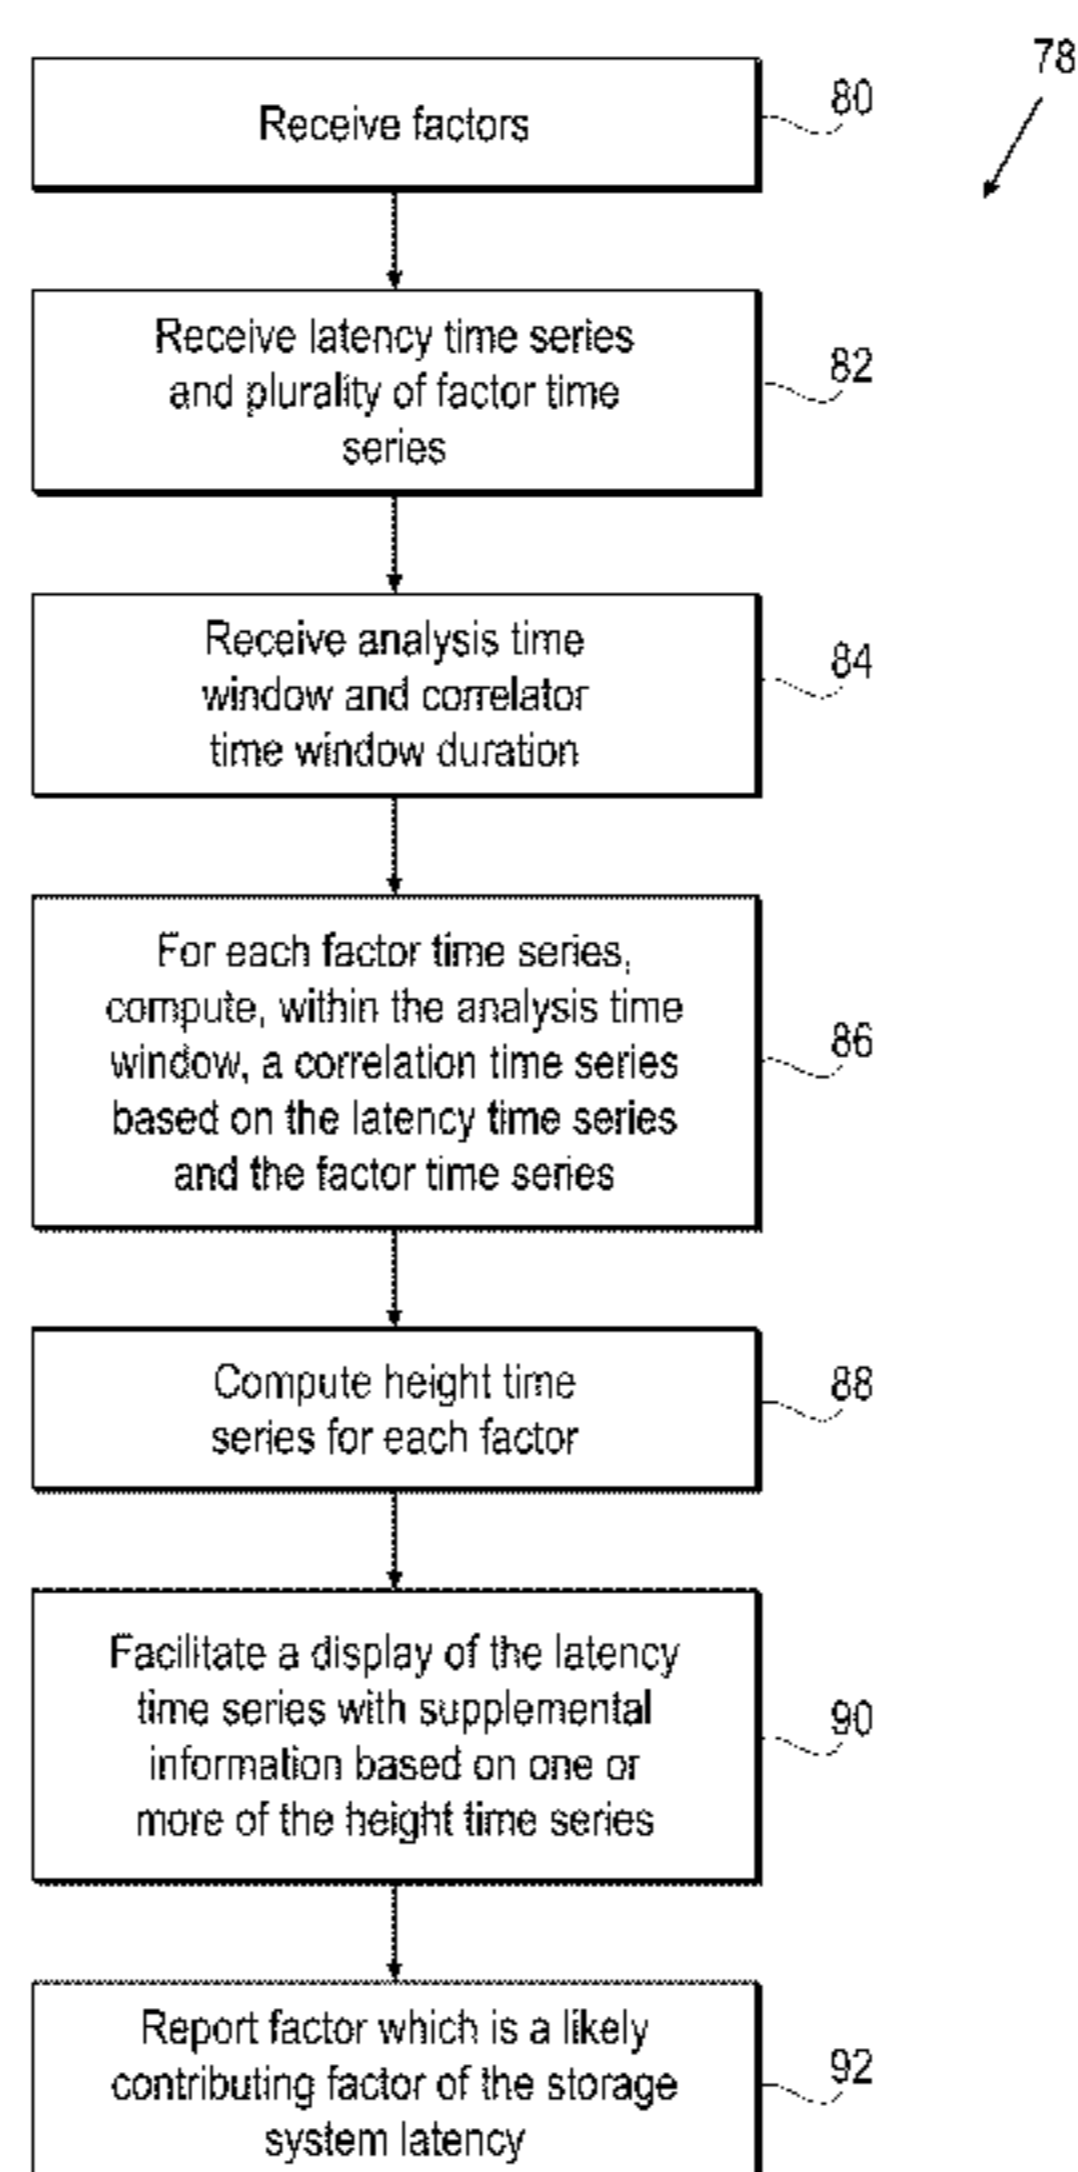 78
Receive factors
80
Receive latency time series
and plurality of factor time
series
82
Receive analysis time
window and correlator
time window duration
84
For each factor time series,
compute, within the analysis time
window, a correlation time series
based on the latency time series
and the factor time series
86
Compute height time
series for each factor
88
Facilitate a display of the latency
time series with supplemental
information based on one or
more of the height time series
90
Report factor which is a likely
contributing factor of the storage
system latency
92